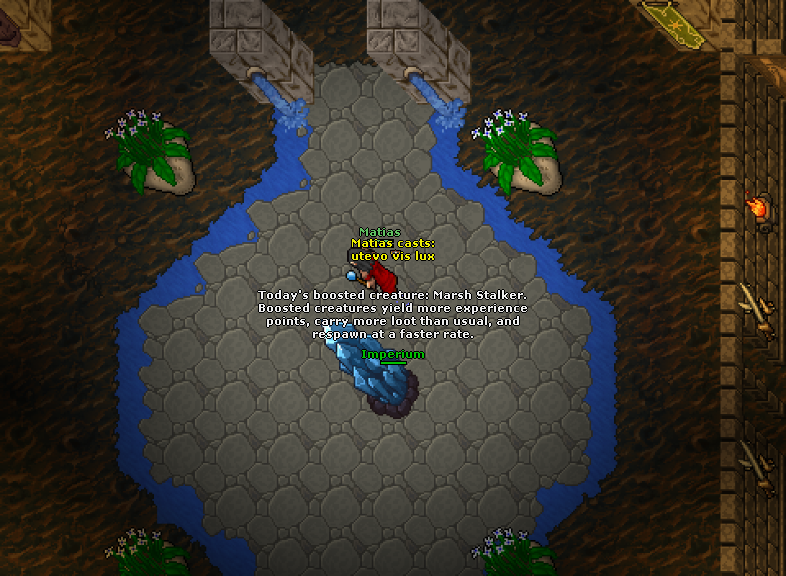 Matias
Matias casts:
utevo vis lux
Today's boosted creature: Marsh Stalker.
Boosted creatures yield more experience
points, carry more loot than usual, and
respawn at a faster rate.
Imperium